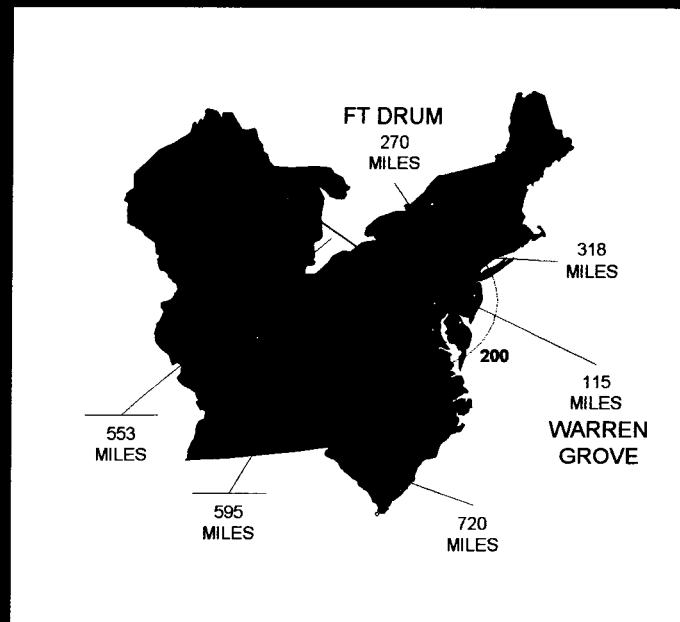 FT DRUM
270
MILES
318
MILES
200
115
MILES
WARREN
GROVE
553
MILES
595
MILES
720
MILES